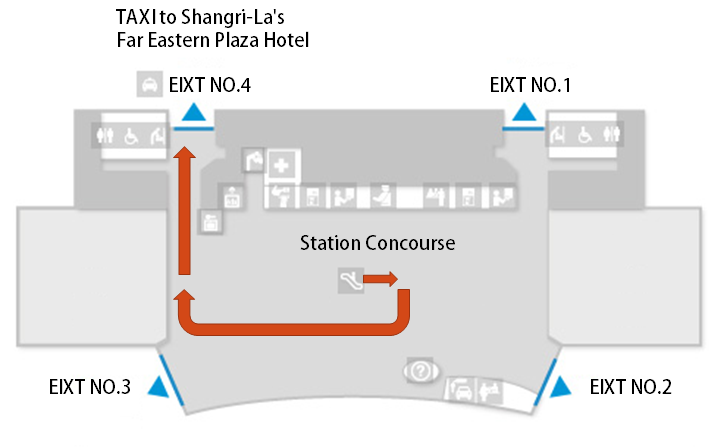 TAXI to Shangri-La's
Far Eastern Plaza Hotel
EIXT NO.4
EIXT NO.1
Station Concourse
EIXT NO.3
EIXT NO.2